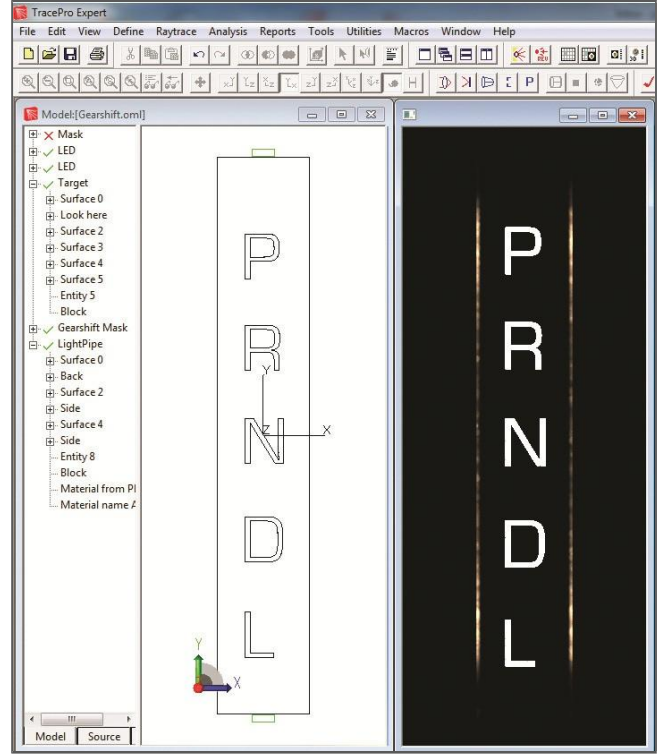 TracePro Expert
File Edit View Define Raytrace Analysis Reports Tools Utilities Macros Window Help
Model:[Gearshift.oml]
Mask
LED
LED
Target
Surface 0
Look here
Surface 2
Surface 3
Surface 4
Surface 5
Entity 5
Block
Gearshift Mask
LightPipe
Surface 0
Back
Surface 2
Side
Surface 4
Side
Entity 8
Block
Material from Pl
Material name A
Model Source
P
R
Y
N
Z X
D
L
Y
X
P
R
N
D
L